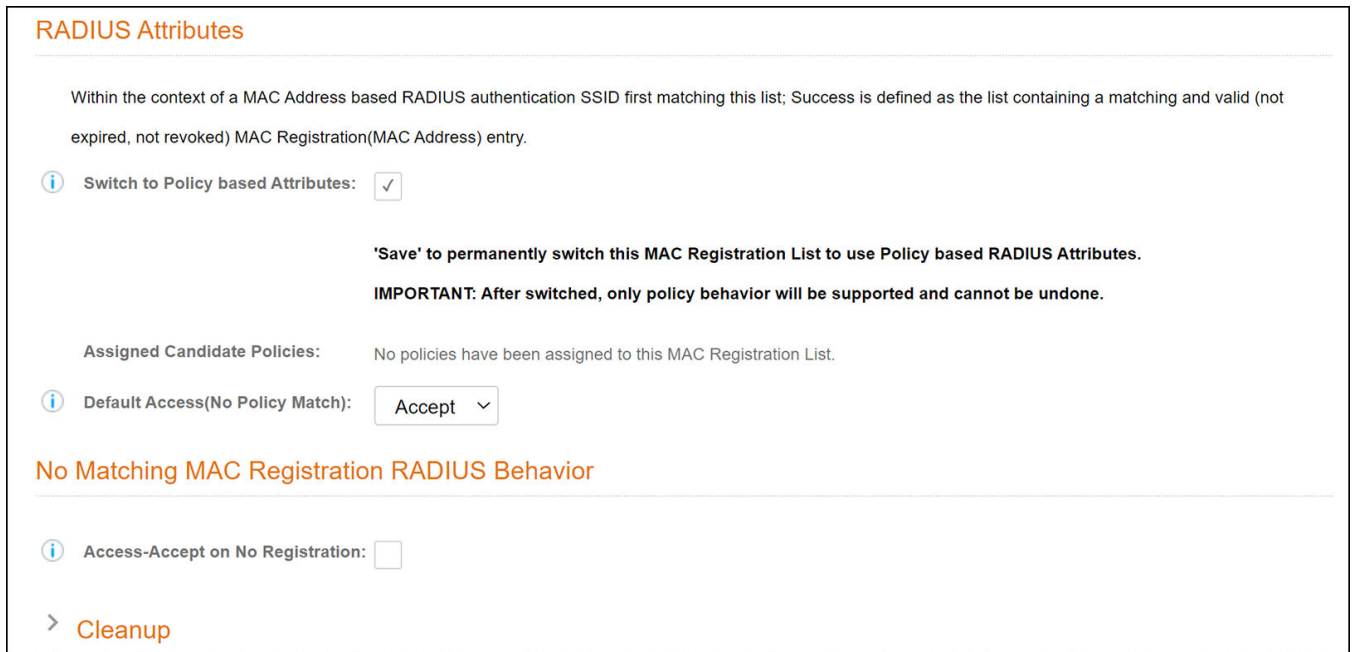 RADIUS Attributes
Within the context of a MAC Address based RADIUS authentication SSID first matching this list; Success is defined as the list containing a matching and valid (not
expired, not revoked) MAC Registration(MAC Address) entry.
Switch to Policy based Attributes:
'Save' to permanently switch this MAC Registration List to use Policy based RADIUS Attributes.
IMPORTANT: After switched, only policy behavior will be supported and cannot be undone.
Assigned Candidate Policies: No policies have been assigned to this MAC Registration List.
Default Access(No Policy Match): Accept
No Matching MAC Registration RADIUS Behavior
Access-Accept on No Registration:
Cleanup